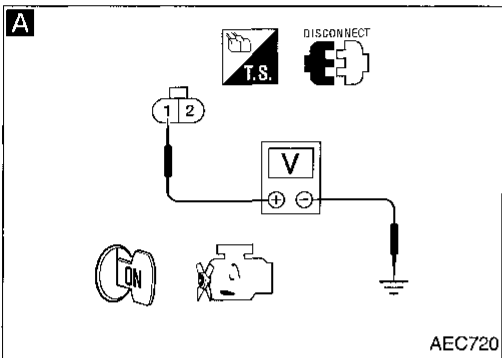 A
T.S.
DISCONNECT
1 2
V
+ -
ON
AEC720